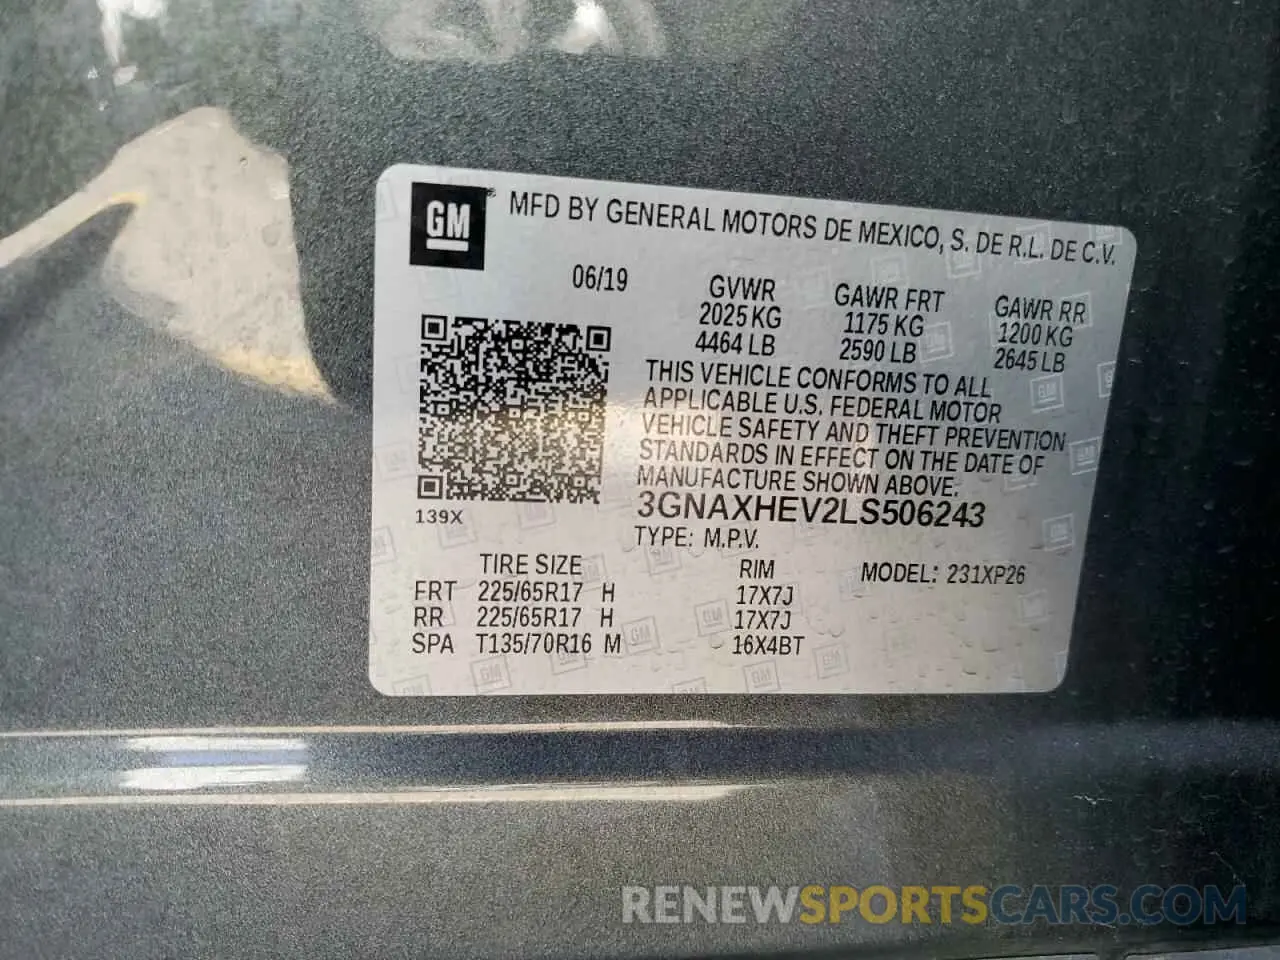 GM ® MFD BY GENERAL MOTORS DE MEXICO, S. DE R.L. DE C.V.
06/19
GVWR GAWR FRT GAWR RR
2025 KG 1175 KG 1200 KG
4464 LB 2590 LB 2645 LB
THIS VEHICLE CONFORMS TO ALL
APPLICABLE U.S. FEDERAL MOTOR
VEHICLE SAFETY AND THEFT PREVENTION
STANDARDS IN EFFECT ON THE DATE OF
MANUFACTURE SHOWN ABOVE.
139X
3GNAXHEV2LS506243
TYPE: M.P.V.
TIRE SIZE RIM MODEL: 231XP26
FRT 225/65R17 H 17X7J
RR 225/65R17 H 17X7J
SPA T135/70R16 M 16X4BT
RENEWSPORTSCARS.COM